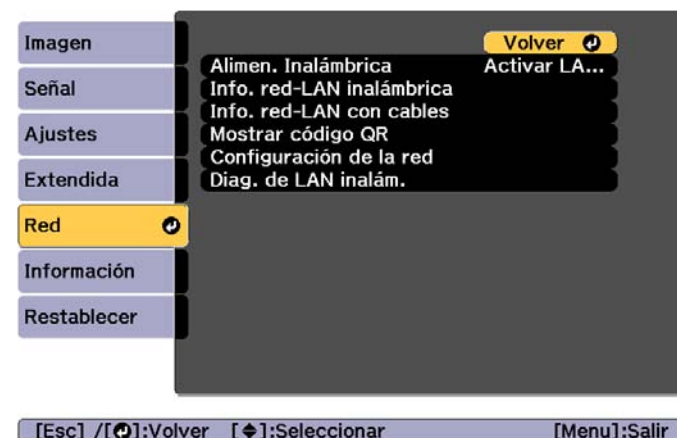 Imagen
Señal
Ajustes
Extendida
Red
Información
Restablecer
Volver
Alimen. Inalámbrica Activar LA...
Info. red-LAN inalámbrica
Info. red-LAN con cables
Mostrar código QR
Configuración de la red
Diag. de LAN inalám.
[Esc] /[]:Volver []:Seleccionar [Menu]:Salir